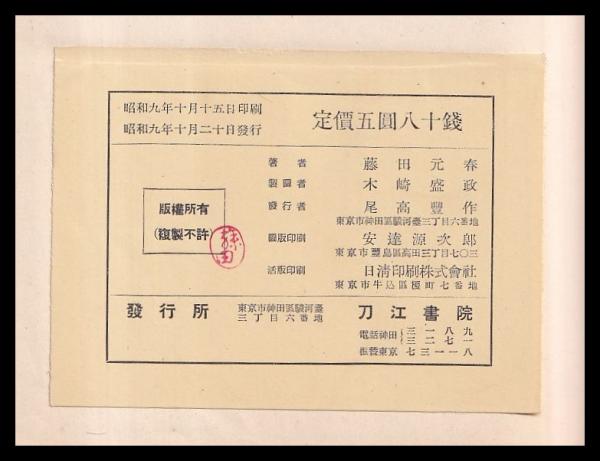 昭和九年十月十五日印刷
昭和九年十月二十日發行
定價五圓八十錢
版權所有
(複製不許)
著者 藤田元春
製圖者 木崎盛政
發行者 尾高豐作
東京市神田區駿河臺三丁目六番地
圖版印刷 安達源次郎
東京市豐島區高田三丁目七〇三
活版印刷 日淸印刷株式會社
東京市牛込區榎町七番地
發行所
東京市神田區駿河臺
三丁目六番地
刀江書院
電話神田 三一八九
三二七一
振替東京 七三一一八